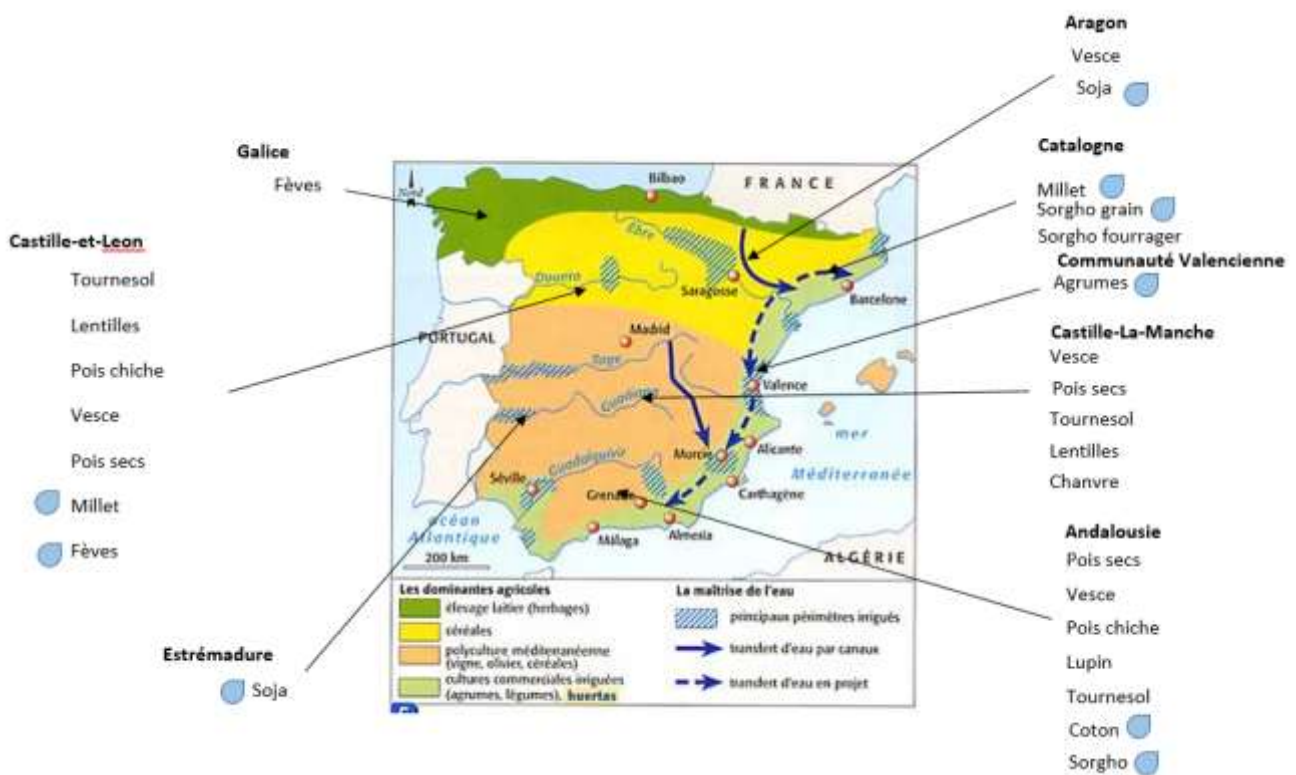 Aragon
Vesce
Soja
Galice
Fèves
Catalogne
Millet
Sorgho grain
Sorgho fourrager
Castille-et-Leon
Tournesol
Lentilles
Pois chiche
Vesce
Pois secs
Millet
Fèves
Communauté Valencienne
Agrumes
Castille-La-Manche
Vesce
Pois secs
Tournesol
Lentilles
Chanvre
Andalousie
Pois secs
Vesce
Pois chiche
Lupin
Tournesol
Coton
Sorgho
Estrémadure
Soja
Nord
Bilbao
FRANCE
Èbre
Douero
Saragosse
Barcelone
PORTUGAL
Madrid
Tage
Valence
Guadiana
mer
Méditerranée
Murcie
Alicante
Séville
Guadalquivir
Grenade
Carthagène
océan
Atlantique
Málaga
Almeria
200 km
ALGÉRIE
Les dominantes agricoles
élevage laitier (herbages)
céréales
polyculture méditerranéenne
(vigne, olivier, céréales)
cultures commerciales irriguées
(agrumes, légumes), huertas
La maîtrise de l'eau
principaux périmètres irrigués
transfert d'eau par canaux
transfert d'eau en projet